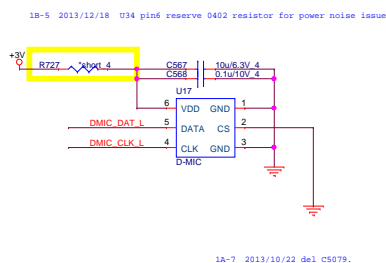 1B-5 2013/12/18 U34 pin6 reserve 0402 resistor for power noise issue
+3V
R727 *short_4
C567 10u/6.3V_4
C568 0.1u/10V_4
U17
6 VDD GND 1
DMIC_DAT_L 5 DATA CS 2
DMIC_CLK_L 4 CLK GND 3
D-MIC
1A-7 2013/10/22 del C5079.